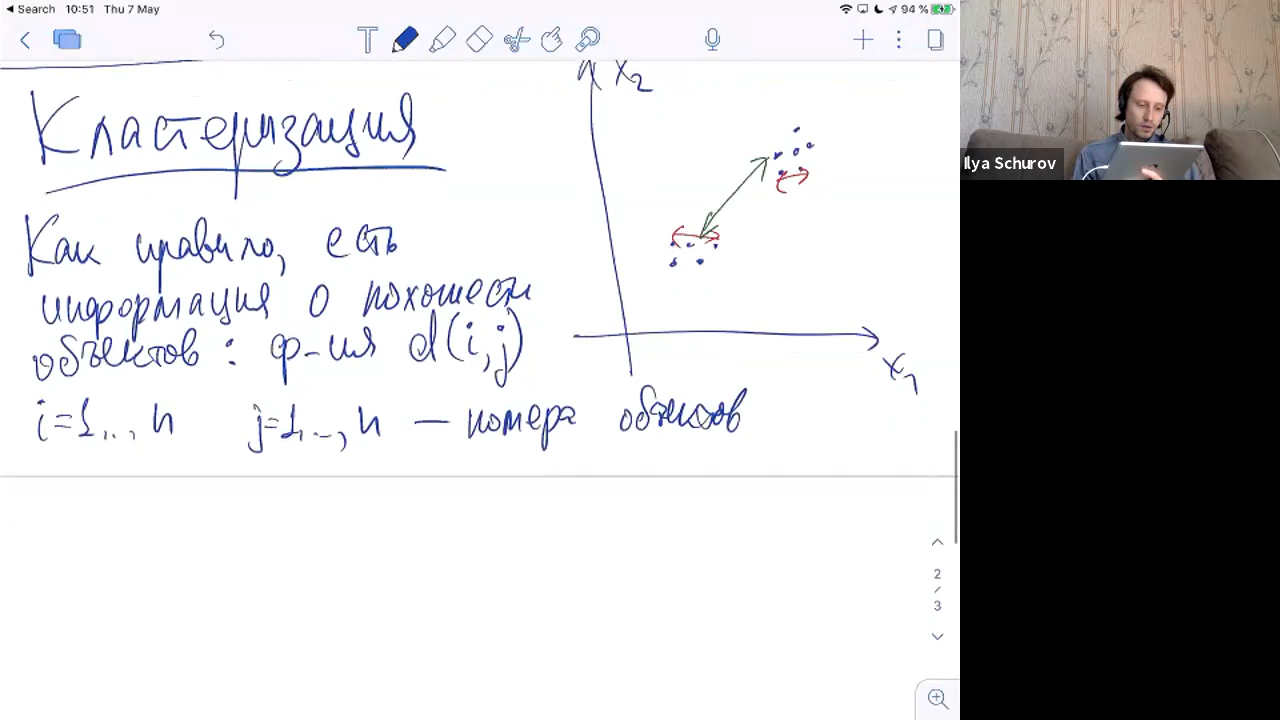 Search 10:51 Thu 7 May 94 %
T
x₂
Кластеризация
Как правило, есть
информация о похожести
объектов : ф-ия d(i,j)
x₁
i=1,.., n j=1,..., n — номера объектов
2
/
3
Ilya Schurov